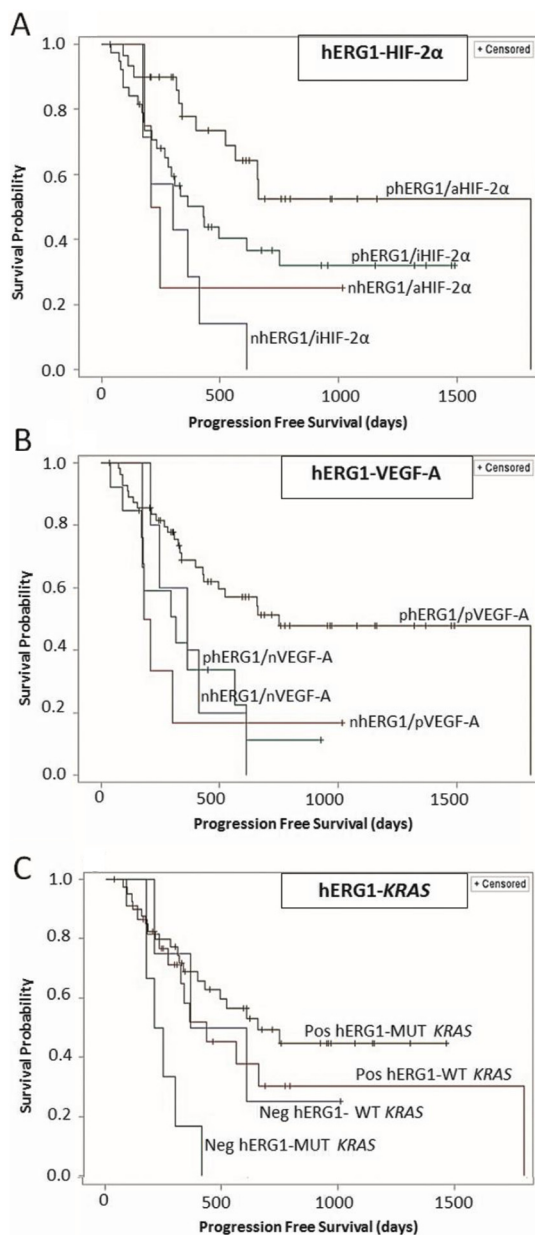 A
hERG1-HIF-2α
+ Censored
Survival Probability
1.0
0.8
0.6
0.4
0.2
0.0
phERG1/aHIF-2α
phERG1/iHIF-2α
nhERG1/aHIF-2α
nhERG1/iHIF-2α
0 500 1000 1500
Progression Free Survival (days)
B
hERG1-VEGF-A
+ Censored
Survival Probability
1.0
0.8
0.6
0.4
0.2
0.0
phERG1/pVEGF-A
phERG1/nVEGF-A
nhERG1/nVEGF-A
nhERG1/pVEGF-A
0 500 1000 1500
Progression Free Survival (days)
C
hERG1-KRAS
+ Censored
Survival Probability
1.0
0.8
0.6
0.4
0.2
0.0
Pos hERG1-MUT KRAS
Pos hERG1-WT KRAS
Neg hERG1- WT KRAS
Neg hERG1-MUT KRAS
0 500 1000 1500
Progression Free Survival (days)